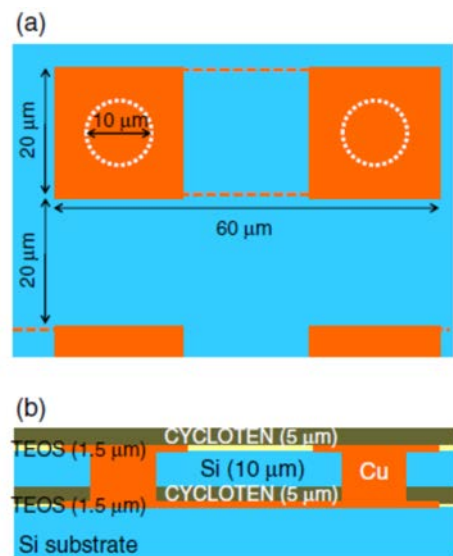 (a)
10 μm
20 μm
60 μm
20 μm
(b)
CYCLOTEN (5 μm)
TEOS (1.5 μm)
Si (10 μm)
Cu
CYCLOTEN (5 μm)
TEOS (1.5 μm)
Si substrate